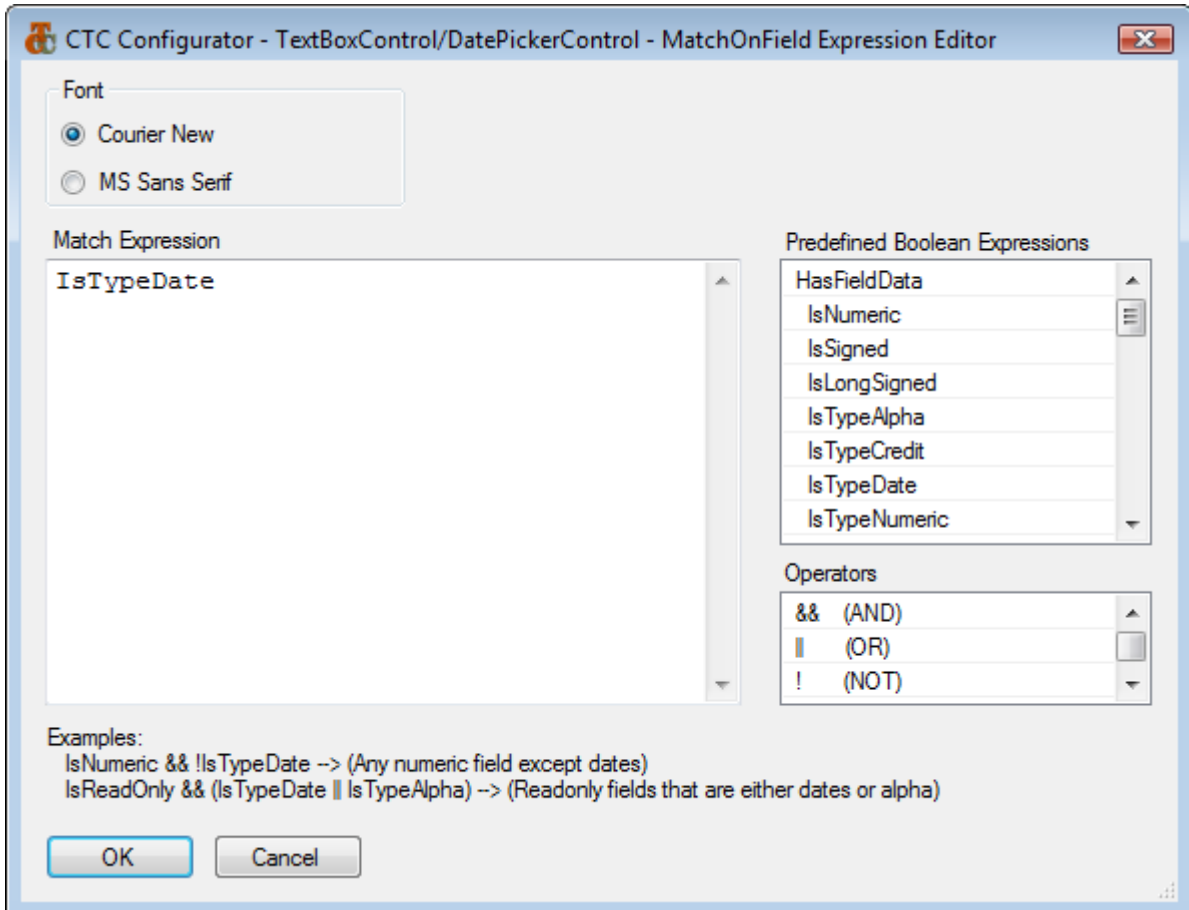 CTC Configurator - TextBoxControl/DatePickerControl - MatchOnField Expression Editor
Font
Courier New
MS Sans Serif
Match Expression
IsTypeDate
Predefined Boolean Expressions
HasFieldData
IsNumeric
IsSigned
IsLongSigned
IsTypeAlpha
IsTypeCredit
IsTypeDate
IsTypeNumeric
Operators
&& (AND)
|| (OR)
! (NOT)
Examples:
IsNumeric && !IsTypeDate --> (Any numeric field except dates)
IsReadOnly && (IsTypeDate || IsTypeAlpha) --> (Readonly fields that are either dates or alpha)
OK
Cancel